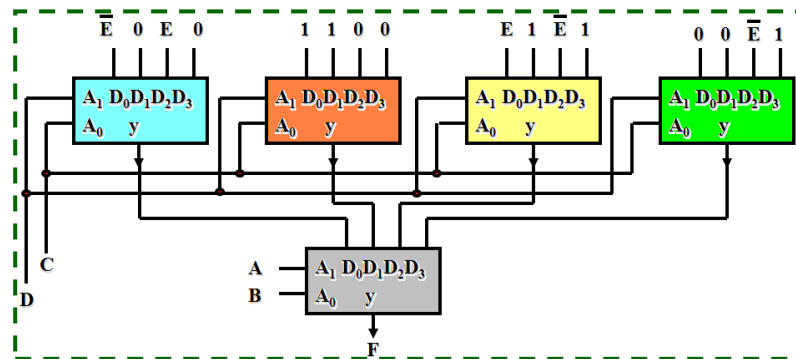 E̅ 0 E 0 1 1 0 0 E 1 E̅ 1 0 0 E̅ 1
A₁ D₀D₁D₂D₃ A₁ D₀D₁D₂D₃ A₁ D₀D₁D₂D₃ A₁ D₀D₁D₂D₃
A₀ y A₀ y A₀ y A₀ y
C
A A₁ D₀D₁D₂D₃
D B A₀ y
F